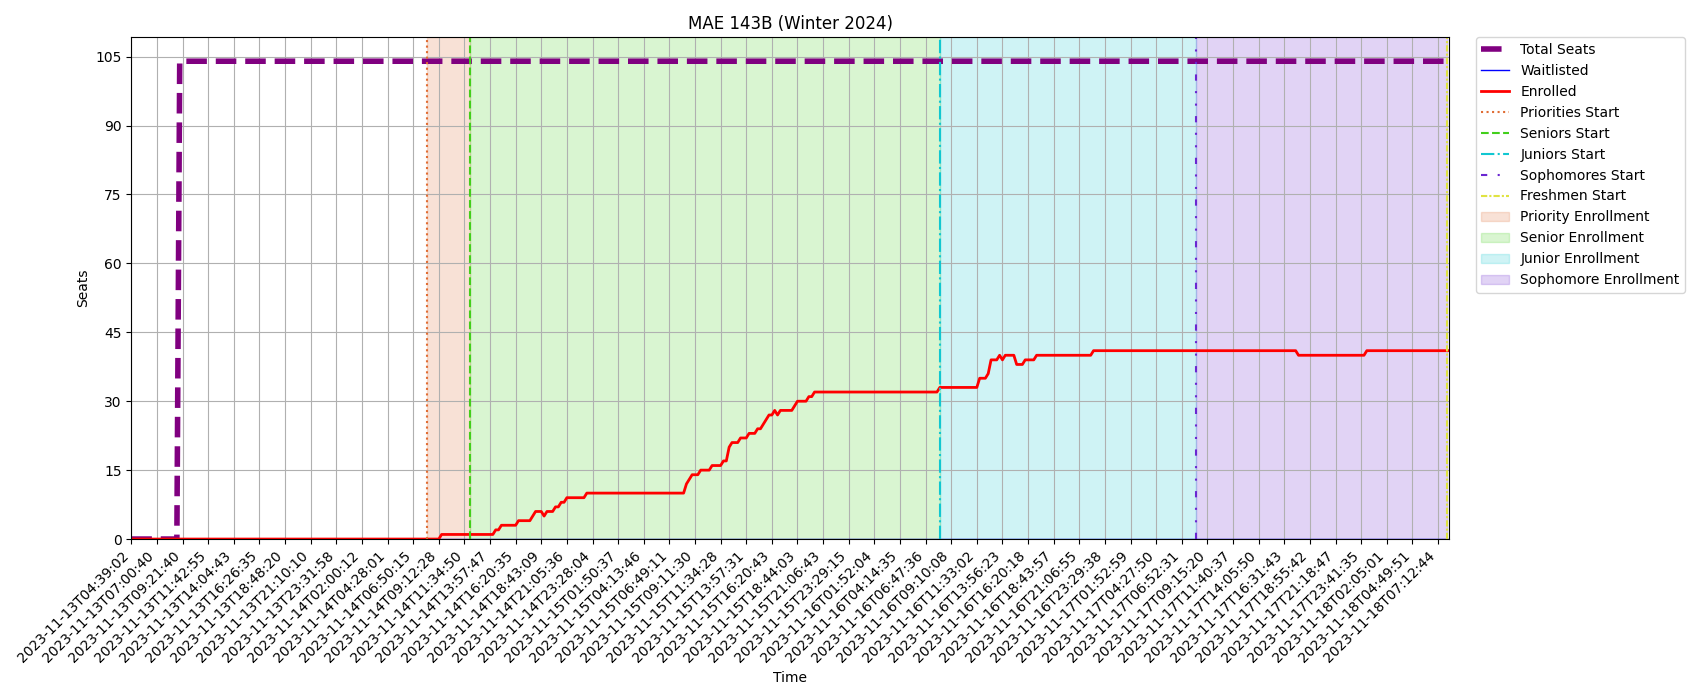 MAE 143B (Winter 2024)
105
90
75
60
45
30
15
0
Seats
2023-11-13T04:39:02
2023-11-13T07:00:40
2023-11-13T09:21:40
2023-11-13T11:42:55
2023-11-13T14:04:43
2023-11-13T16:26:35
2023-11-13T18:48:20
2023-11-13T21:10:10
2023-11-13T23:31:58
2023-11-14T02:00:12
2023-11-14T04:28:01
2023-11-14T06:50:15
2023-11-14T09:12:28
2023-11-14T11:34:50
2023-11-14T13:57:47
2023-11-14T16:20:35
2023-11-14T18:43:09
2023-11-14T21:05:36
2023-11-14T23:28:04
2023-11-15T01:50:37
2023-11-15T04:13:46
2023-11-15T06:49:11
2023-11-15T09:11:30
2023-11-15T11:34:28
2023-11-15T13:57:31
2023-11-15T16:20:43
2023-11-15T18:44:03
2023-11-15T21:06:43
2023-11-15T23:29:15
2023-11-16T01:52:04
2023-11-16T04:14:35
2023-11-16T06:47:36
2023-11-16T09:10:08
2023-11-16T11:33:02
2023-11-16T13:56:23
2023-11-16T16:20:18
2023-11-16T18:43:57
2023-11-16T21:06:55
2023-11-16T23:29:38
2023-11-17T01:52:59
2023-11-17T04:27:50
2023-11-17T06:52:31
2023-11-17T09:15:20
2023-11-17T11:40:37
2023-11-17T14:05:50
2023-11-17T16:31:43
2023-11-17T18:55:42
2023-11-17T21:18:47
2023-11-17T23:41:35
2023-11-18T02:05:01
2023-11-18T04:49:51
2023-11-18T07:12:44
Time
Total Seats
Waitlisted
Enrolled
Priorities Start
Seniors Start
Juniors Start
Sophomores Start
Freshmen Start
Priority Enrollment
Senior Enrollment
Junior Enrollment
Sophomore Enrollment